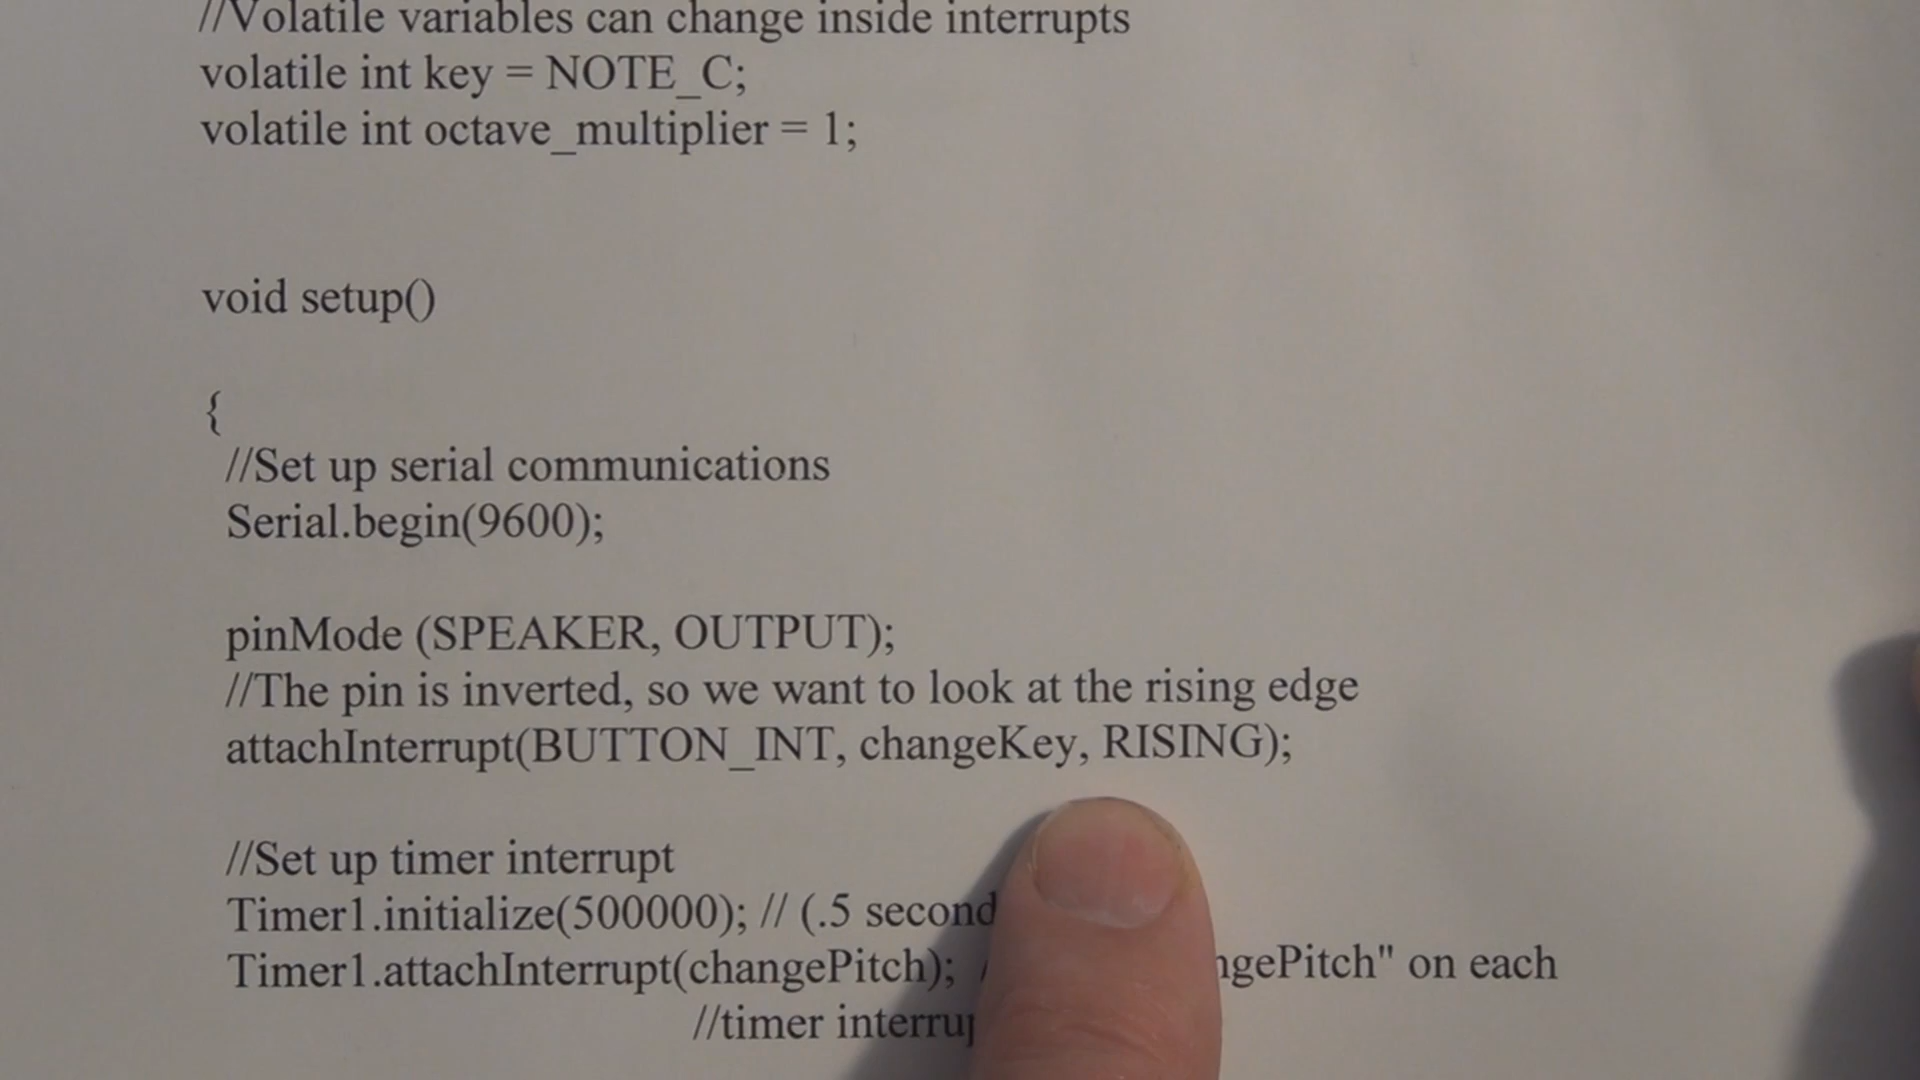 //Volatile variables can change inside interrupts
volatile int key = NOTE_C;
volatile int octave_multiplier = 1;
void setup()
{
//Set up serial communications
Serial.begin(9600);
pinMode (SPEAKER, OUTPUT);
//The pin is inverted, so we want to look at the rising edge
attachInterrupt(BUTTON_INT, changeKey, RISING);
//Set up timer interrupt
Timer1.initialize(500000); // (.5 second
Timer1.attachInterrupt(changePitch); ngePitch" on each
//timer